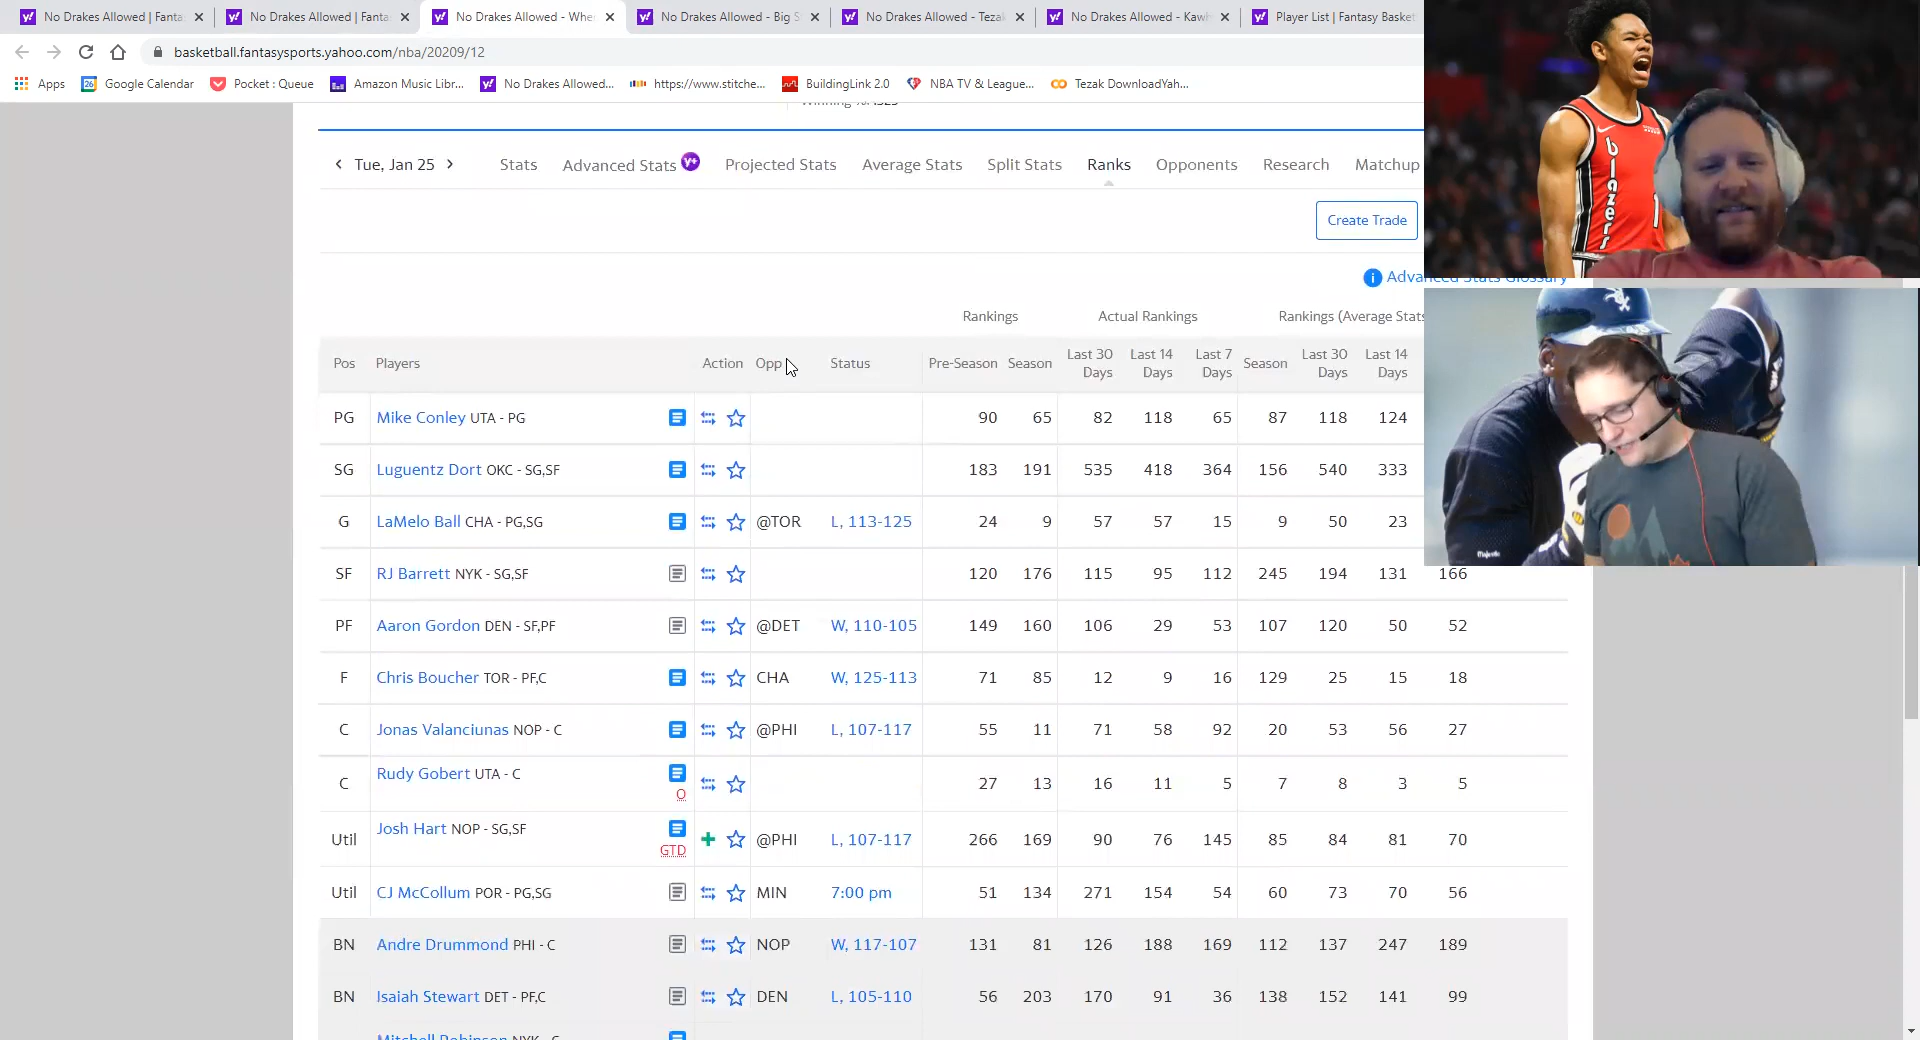 No Drakes Allowed | Fanta
No Drakes Allowed | Fanta
No Drakes Allowed - Whe
No Drakes Allowed - Big S
No Drakes Allowed - Teza
No Drakes Allowed - Kawh
Player List | Fantasy Basket
basketball.fantasysports.yahoo.com/nba/20209/12
Apps
Google Calendar
Pocket : Queue
Amazon Music Libr...
No Drakes Allowed...
https://www.stitche...
BuildingLink 2.0
NBA TV & League...
Tezak DownloadYah...
Tue, Jan 25
Stats
Advanced Stats
Projected Stats
Average Stats
Split Stats
Ranks
Opponents
Research
Matchup
Create Trade
Advanced Stats Glossary
Rankings Actual Rankings Rankings (Average Stats
Pos Players Action Opp Status Pre-Season Season Last 30 Days Last 14 Days Last 7 Days Season Last 30 Days Last 14 Days
PG Mike Conley UTA - PG 90 65 82 118 65 87 118 124
SG Luguentz Dort OKC - SG,SF 183 191 535 418 364 156 540 333
G LaMelo Ball CHA - PG,SG @TOR L, 113-125 24 9 57 57 15 9 50 23
SF RJ Barrett NYK - SG,SF 120 176 115 95 112 245 194 131 166
PF Aaron Gordon DEN - SF,PF @DET W, 110-105 149 160 106 29 53 107 120 50 52
F Chris Boucher TOR - PF,C CHA W, 125-113 71 85 12 9 16 129 25 15 18
C Jonas Valanciunas NOP - C @PHI L, 107-117 55 11 71 58 92 20 53 56 27
C Rudy Gobert UTA - C O 27 13 16 11 5 7 8 3 5
Util Josh Hart NOP - SG,SF GTD @PHI L, 107-117 266 169 90 76 145 85 84 81 70
Util CJ McCollum POR - PG,SG MIN 7:00 pm 51 134 271 154 54 60 73 70 56
BN Andre Drummond PHI - C NOP W, 117-107 131 81 126 188 169 112 137 247 189
BN Isaiah Stewart DET - PF,C DEN L, 105-110 56 203 170 91 36 138 152 141 99
Mitchell Robinson NYK - C
blazers
1
Majestic